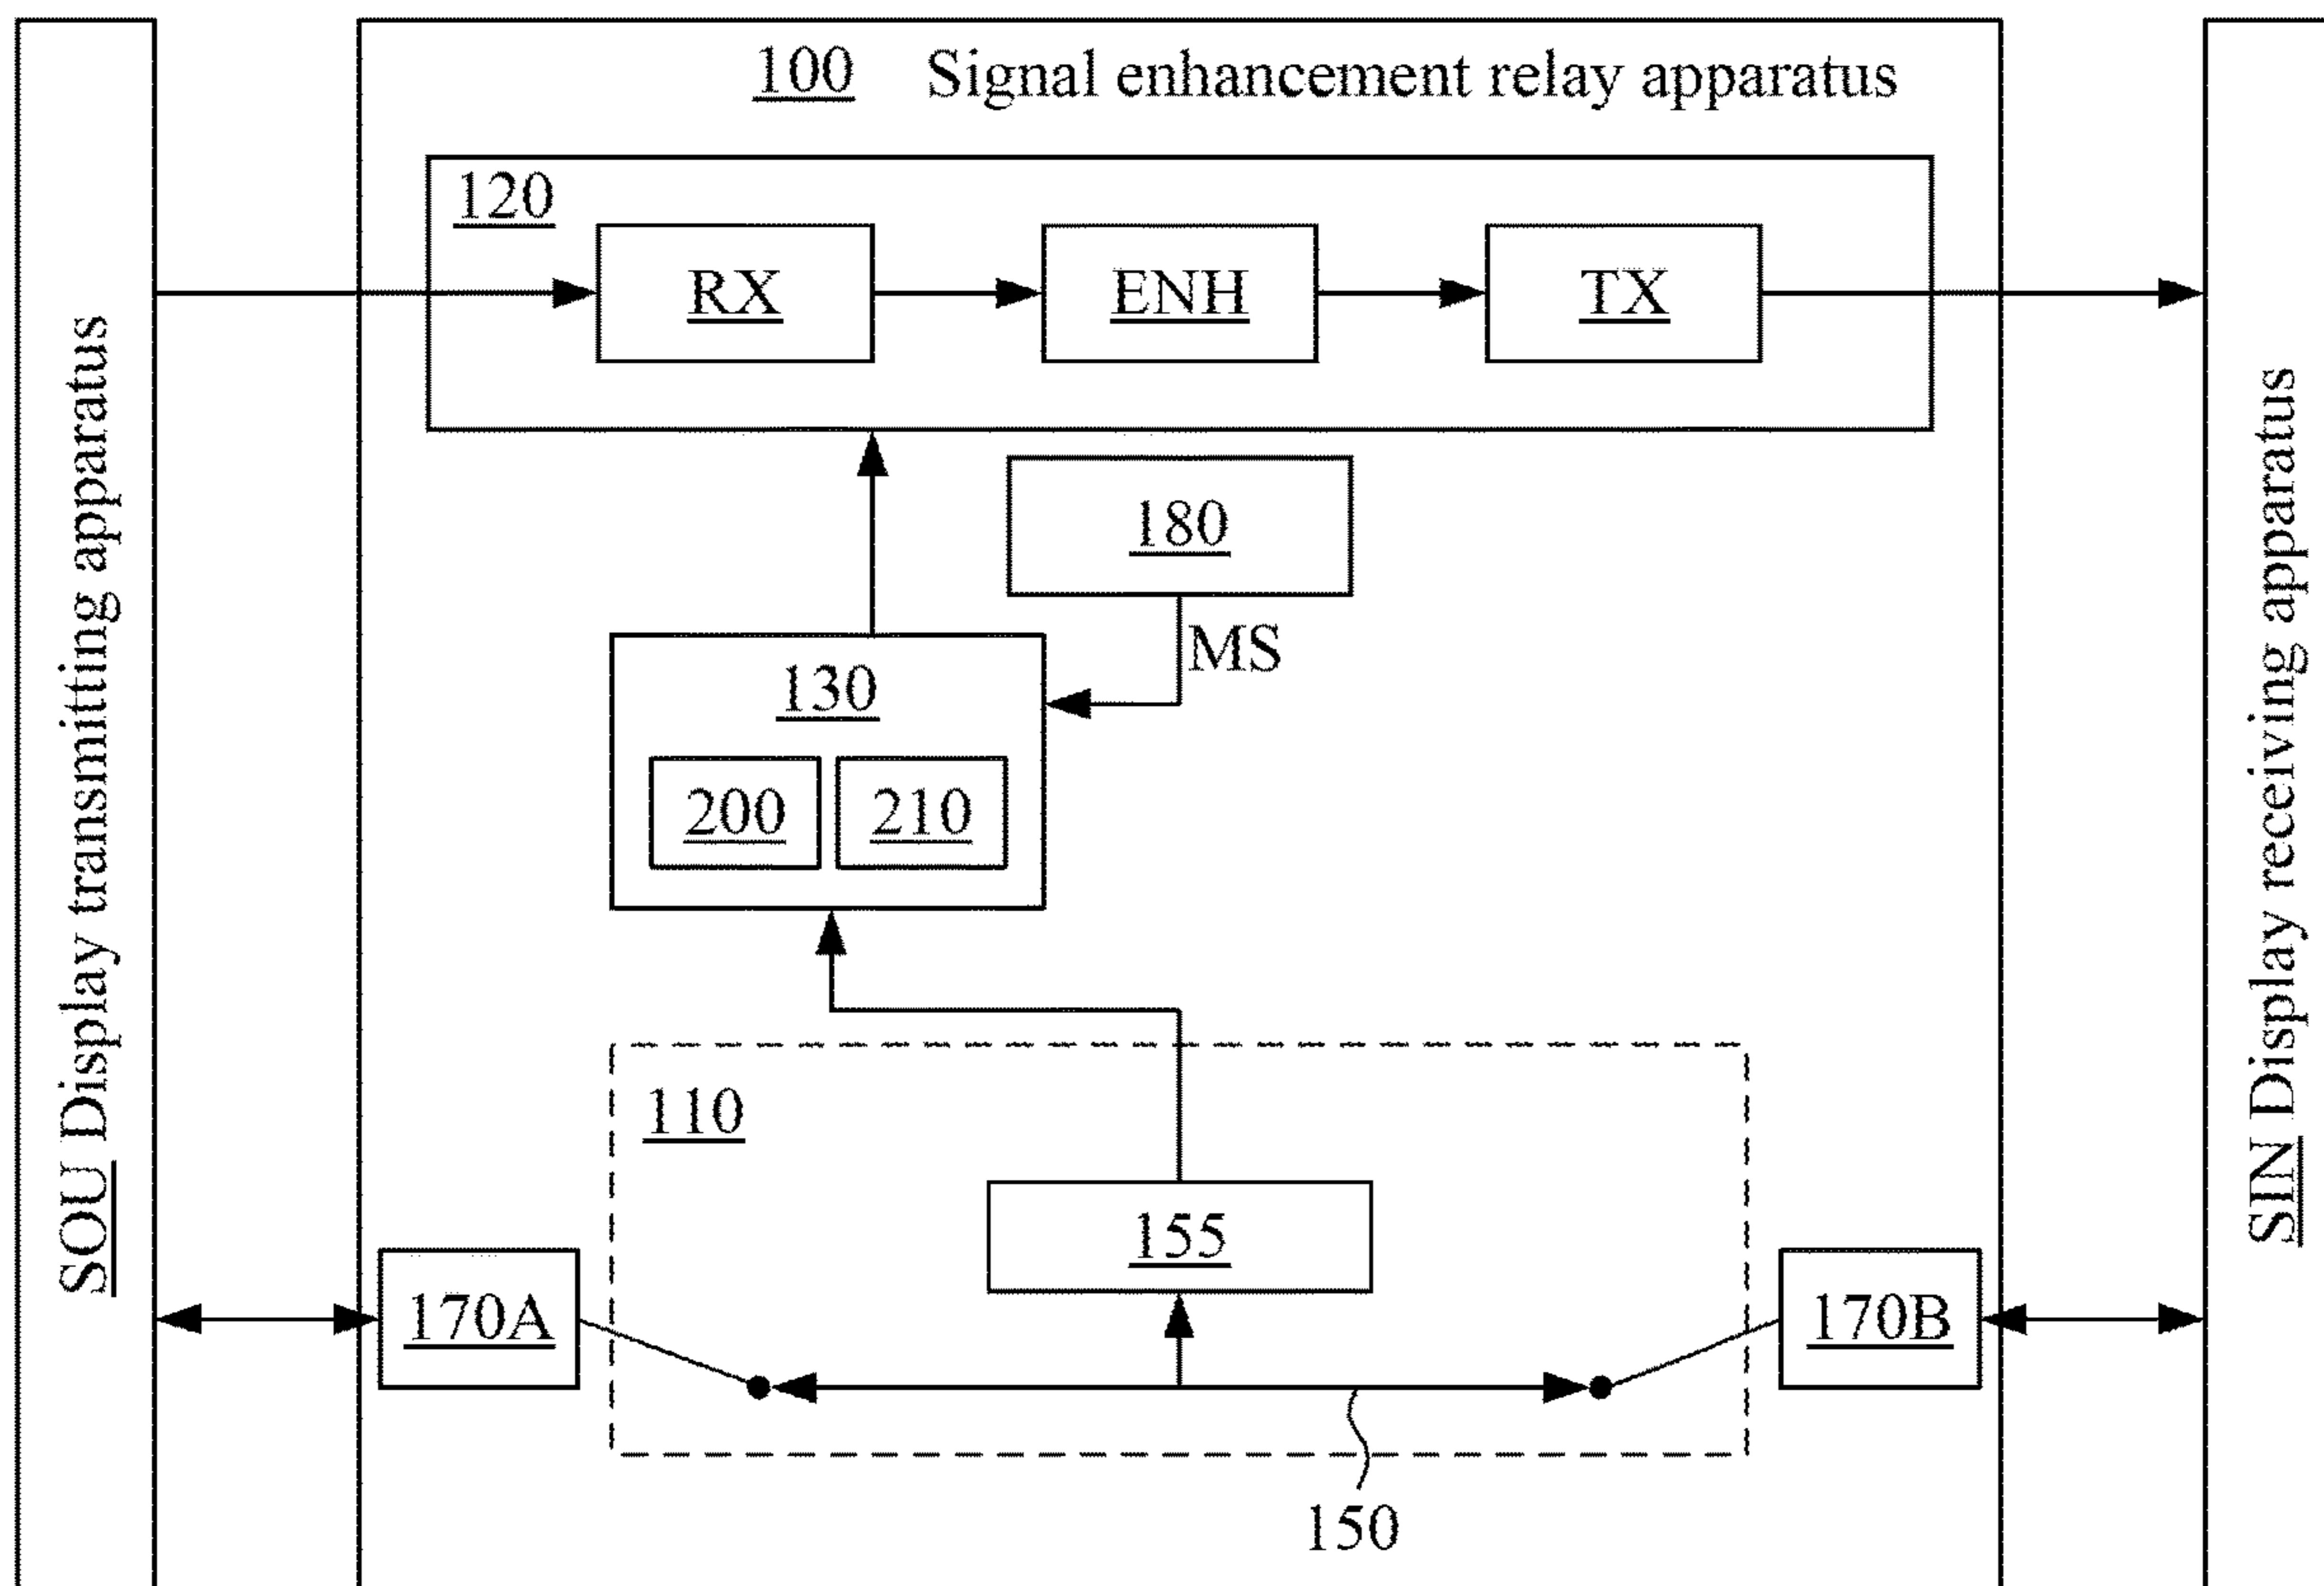 100 Signal enhancement relay apparatus
120
RX
ENH
TX
180
MS
130
200
210
110
155
170A
170B
150
SOU Display transmitting apparatus
SIN Display receiving apparatus